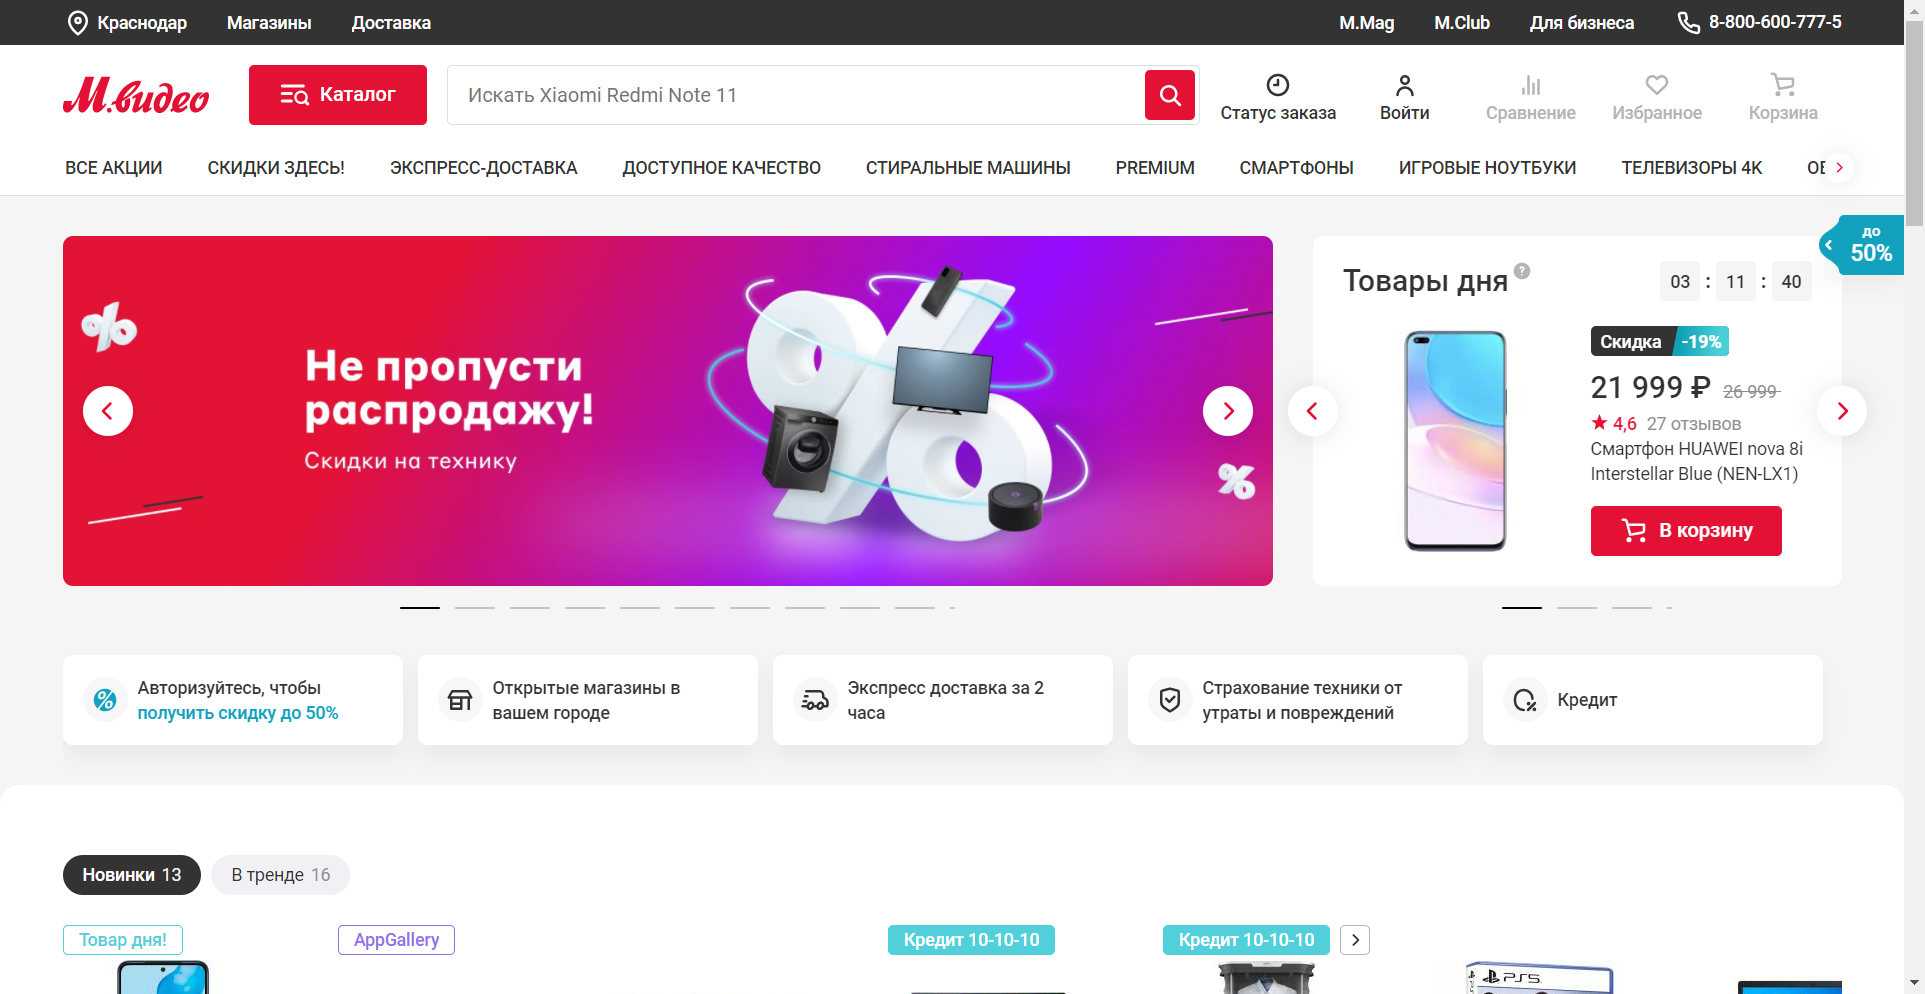 Краснодар
Магазины
Доставка
M.Mag
M.Club
Для бизнеса
8-800-600-777-5
М.видео
Каталог
Искать Xiaomi Redmi Note 11
Статус заказа
Войти
Сравнение
Избранное
Корзина
ВСЕ АКЦИИ
СКИДКИ ЗДЕСЬ!
ЭКСПРЕСС-ДОСТАВКА
ДОСТУПНОЕ КАЧЕСТВО
СТИРАЛЬНЫЕ МАШИНЫ
PREMIUM
СМАРТФОНЫ
ИГРОВЫЕ НОУТБУКИ
ТЕЛЕВИЗОРЫ 4K
до
50%
Не пропусти
распродажу!
Скидки на технику
Товары дня
?
03 : 11 : 40
Скидка -19%
21 999 ₽ 26 999
4,6 27 отзывов
Смартфон HUAWEI nova 8i
Interstellar Blue (NEN-LX1)
В корзину
Авторизуйтесь, чтобы
получить скидку до 50%
Открытые магазины в
вашем городе
Экспресс доставка за 2
часа
Страхование техники от
утраты и повреждений
Кредит
Новинки 13
В тренде 16
Товар дня!
AppGallery
Кредит 10-10-10
Кредит 10-10-10
PS5